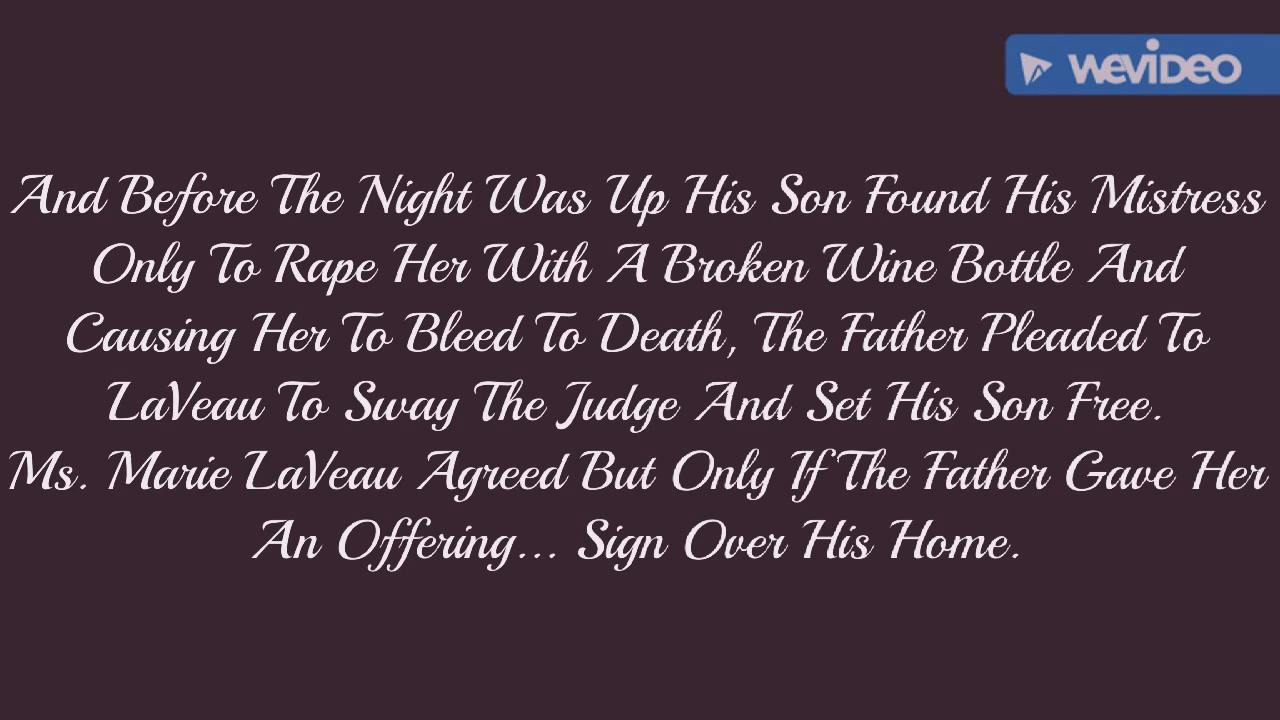 WEVIDEO
And Before The Night Was Up His Son Found His Mistress
Only To Rape Her With A Broken Wine Bottle And
Causing Her To Bleed To Death, The Father Pleaded To
LaVeau To Sway The Judge And Set His Son Free.
Ms. Marie LaVeau Agreed But Only If The Father Gave Her
An Offering... Sign Over His Home.